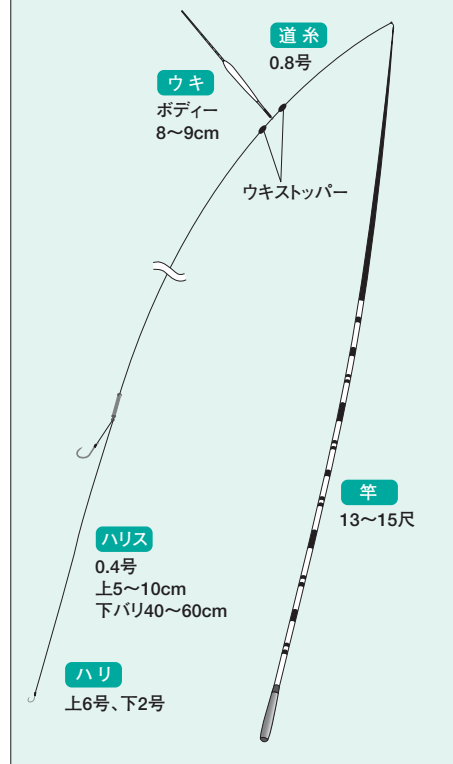 道糸
0.8号
ウキ
ボディー
8〜9cm
ウキストッパー
竿
13〜15尺
ハリス
0.4号
上5〜10cm
下バリ40〜60cm
ハリ
上6号、下2号